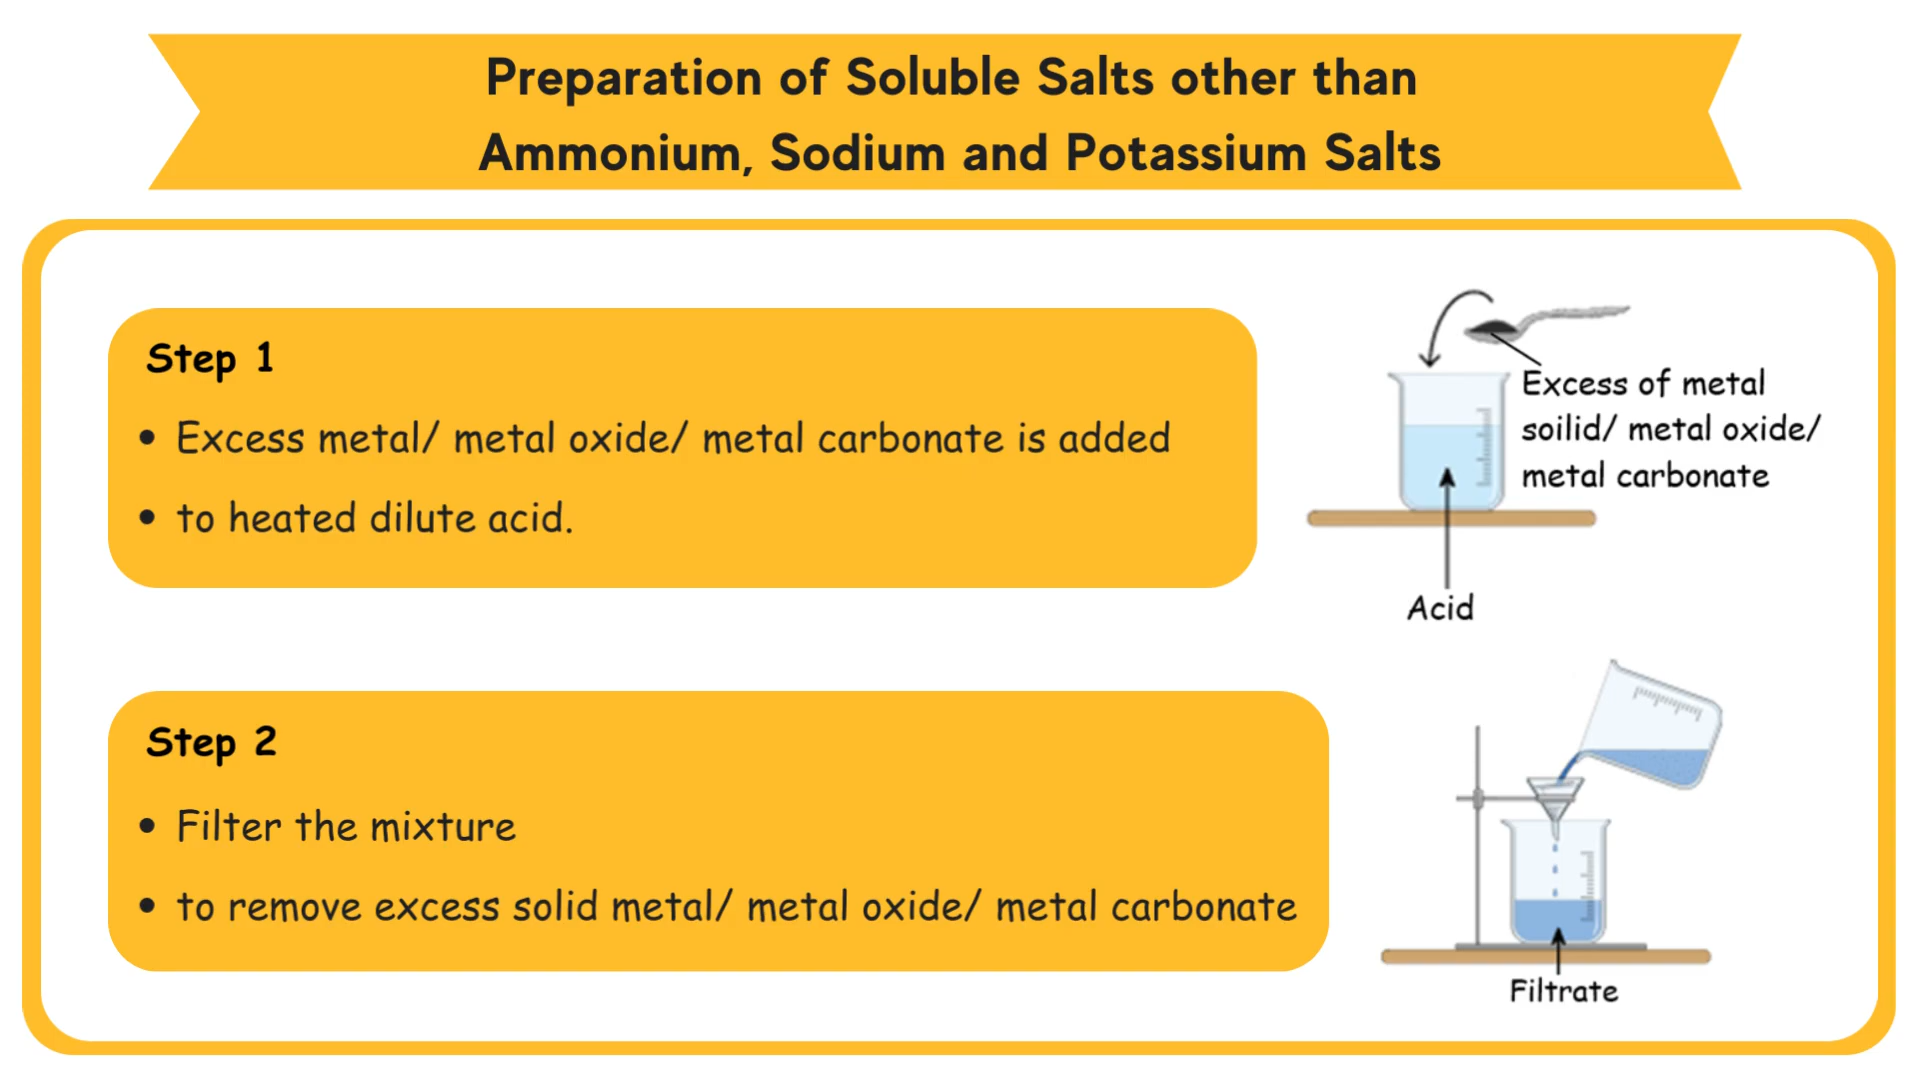 Preparation of Soluble Salts other than
Ammonium, Sodium and Potassium Salts
Step 1
• Excess metal/ metal oxide/ metal carbonate is added
• to heated dilute acid.
Excess of metal
soilid/ metal oxide/
metal carbonate
Acid
Step 2
• Filter the mixture
• to remove excess solid metal/ metal oxide/ metal carbonate
Filtrate